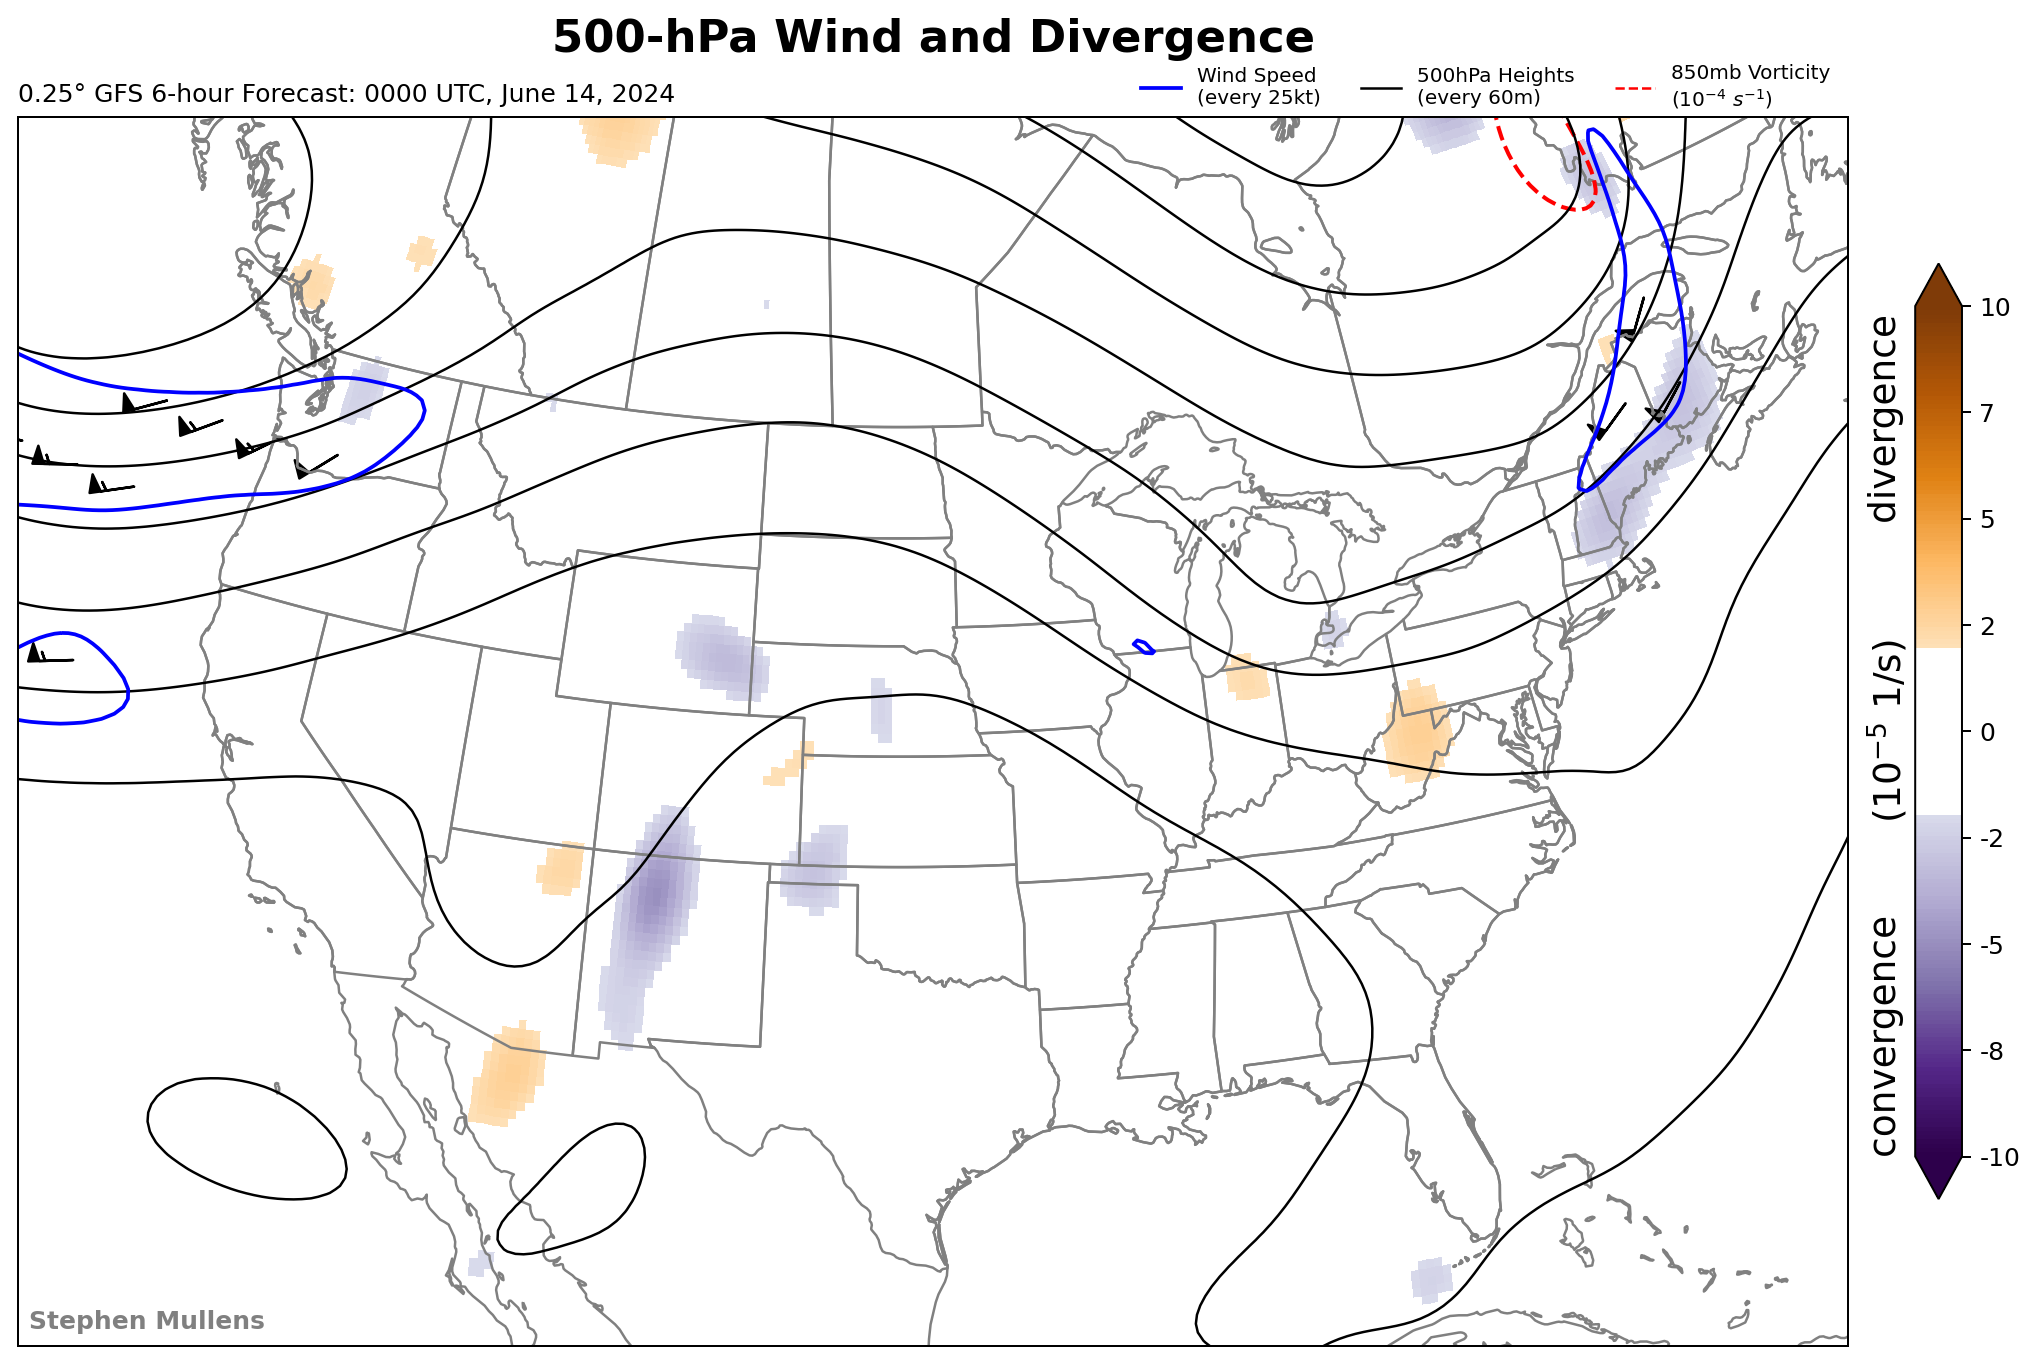 500-hPa Wind and Divergence
0.25° GFS 6-hour Forecast: 0000 UTC, June 14, 2024
Wind Speed
(every 25kt)
500hPa Heights
(every 60m)
850mb Vorticity
(10⁻⁴ s⁻¹)
10
7
5
2
0
-2
-5
-8
-10
convergence (10⁻⁵ 1/s) divergence
Stephen Mullens